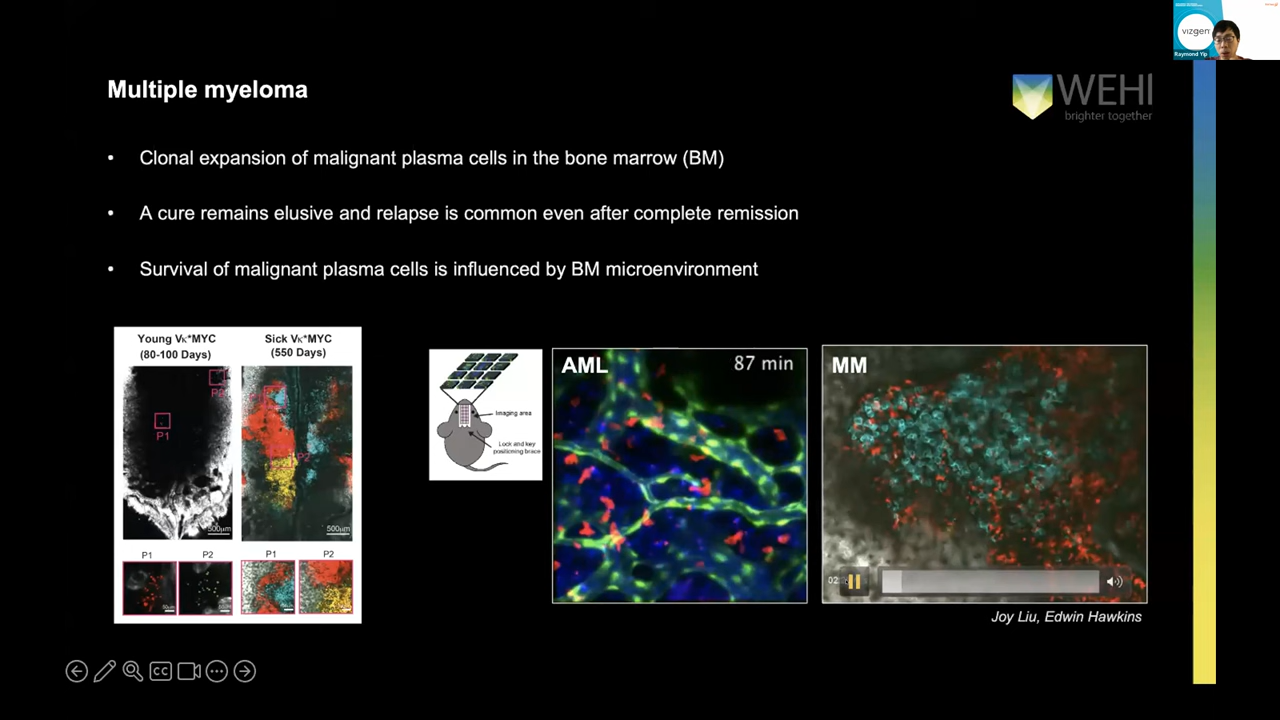 vizgen
Raymond Yip
Multiple myeloma
WEHI
brighter together
• Clonal expansion of malignant plasma cells in the bone marrow (BM)
• A cure remains elusive and relapse is common even after complete remission
• Survival of malignant plasma cells is influenced by BM microenvironment
Young Vκ*MYC
(80-100 Days)
Sick Vκ*MYC
(550 Days)
P1
500μm
P2
500μm
P1
P2
P1
P2
Imaging area
Lock and key
positioning brace
AML
87 min
MM
CC
Joy Liu, Edwin Hawkins